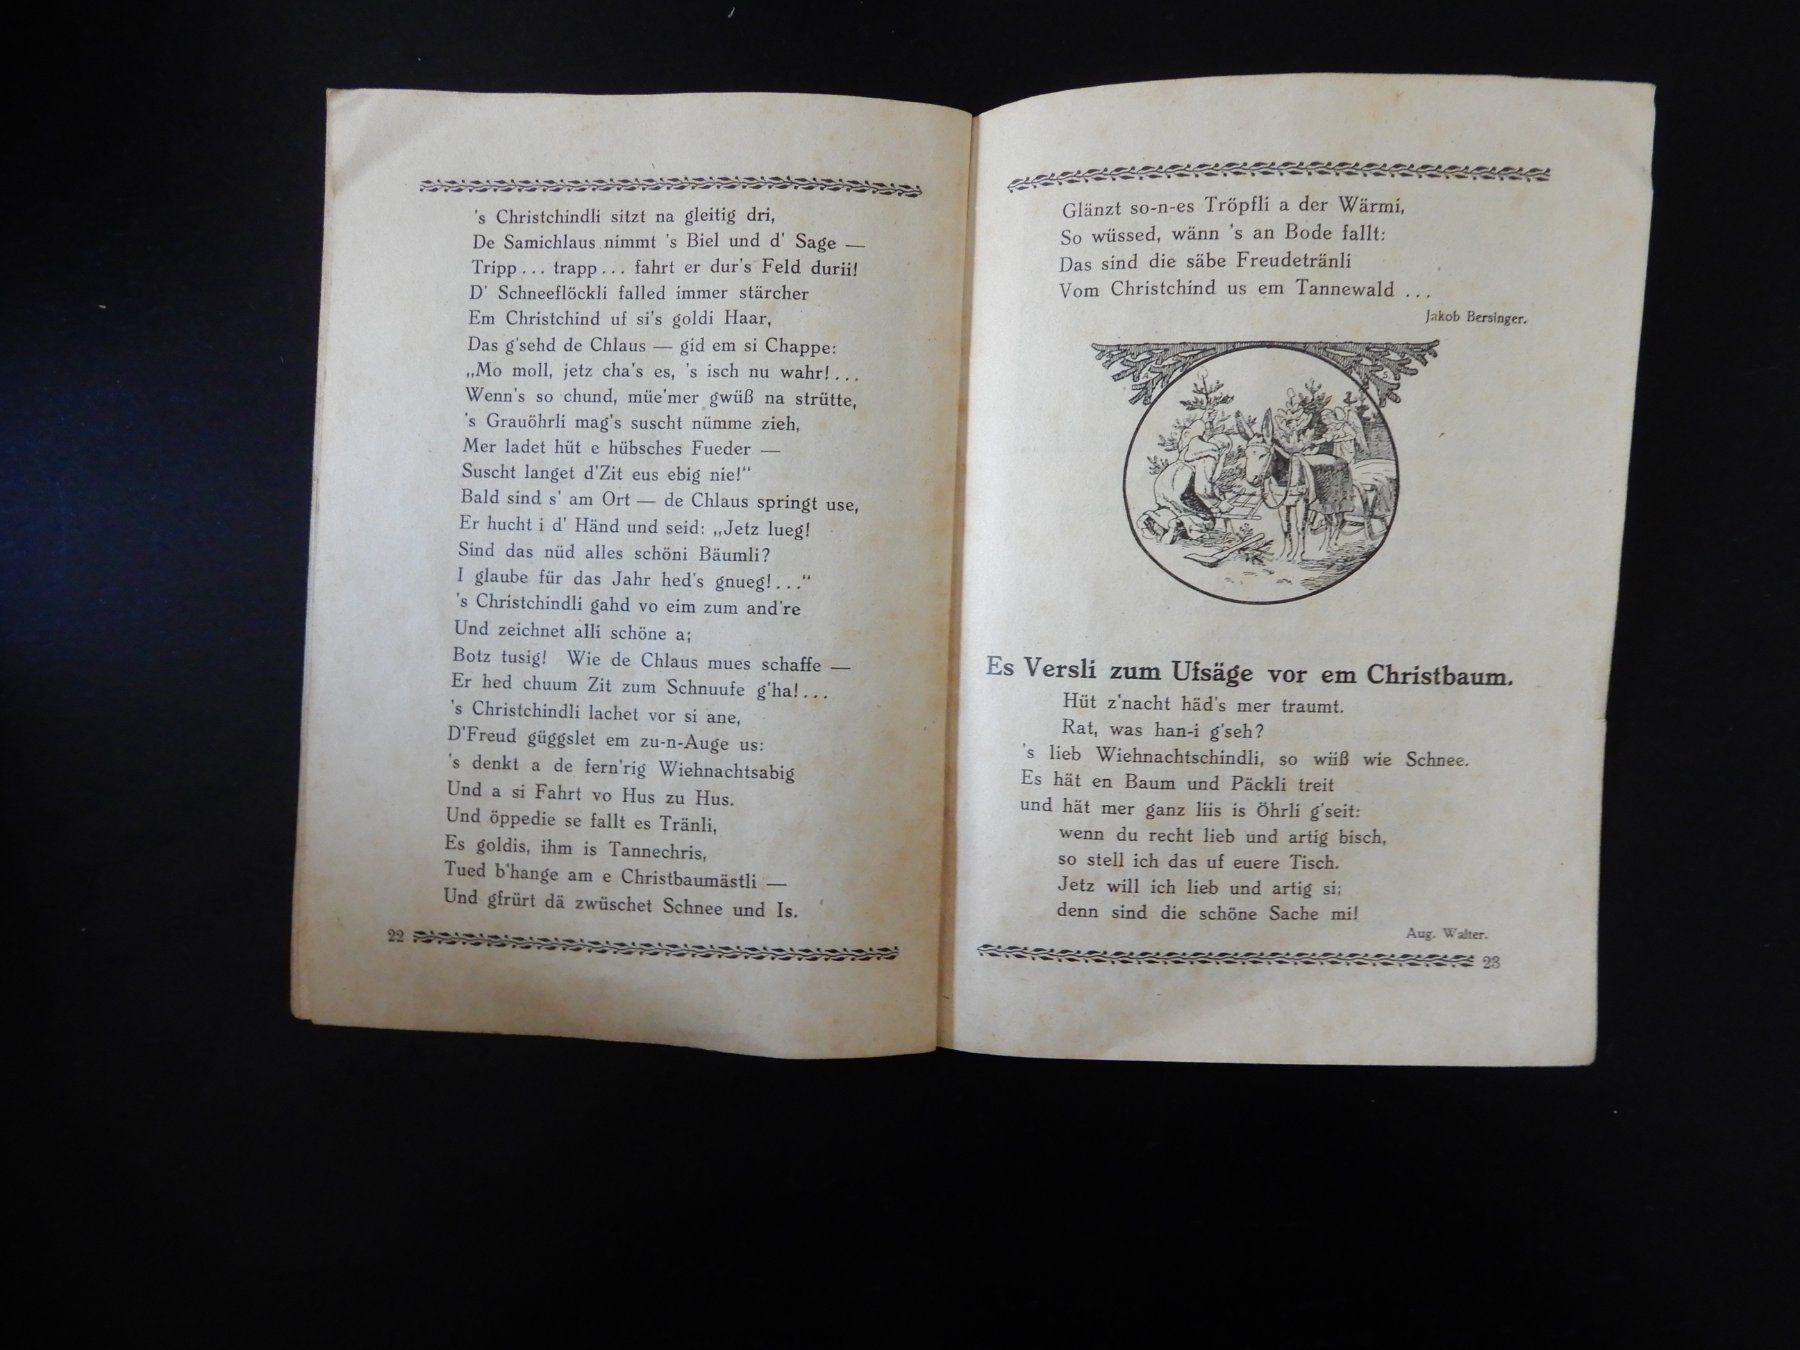 's Christchindli sitzt na gleitig dri,
De Samichlaus nimmt 's Biel und d' Sage —
Tripp... trapp... fahrt er dur's Feld durii!
D' Schneeflöckli falled immer stärcher
Em Christchind uf si's goldi Haar,
Das g'sehd de Chlaus — gid em si Chappe:
„Mo moll, jetz cha's es, 's isch nu wahr!...
Wenn's so chund, müe'mer gwüß na strütte,
's Grauöhrli mag's suscht nümme zieh,
Mer ladet hüt e hübsches Fueder —
Suscht langet d'Zit eus ebig nie!“
Bald sind s' am Ort — de Chlaus springt use,
Er hucht i d' Händ und seid: „Jetz lueg!
Sind das nüd alles schöni Bäumli?
I glaube für das Jahr hed's gnueg!...“
's Christchindli gahd vo eim zum and're
Und zeichnet alli schöne a;
Botz tusig! Wie de Chlaus mues schaffe —
Er hed chuum Zit zum Schnuufe g'ha!...
's Christchindli lachet vor si ane,
D'Freud güggslet em zu-n-Auge us:
's denkt a de fern'rig Wiehnachtsabig
Und a si Fahrt vo Hus zu Hus.
Und öppedie se fallt es Tränli,
Es goldis, ihm is Tannechris,
Tued b'hange am e Christbaumästli —
Und gfrürt dä zwüschet Schnee und Is.
22
Glänzt so-n-es Tröpfli a der Wärmi,
So wüssed, wänn 's an Bode fallt:
Das sind die säbe Freudetränli
Vom Christchind us em Tannewald ...
Jakob Bersinger.
Es Versli zum Ufsäge vor em Christbaum.
Hüt z'nacht häd's mer traumt.
Rat, was han-i g'seh?
's lieb Wiehnachtschindli, so wiiß wie Schnee.
Es hät en Baum und Päckli treit
und hät mer ganz liis is Öhrli g'seit:
wenn du recht lieb und artig bisch,
so stell ich das uf euere Tisch.
Jetz will ich lieb und artig si;
denn sind die schöne Sache mi!
Aug. Walter.
23